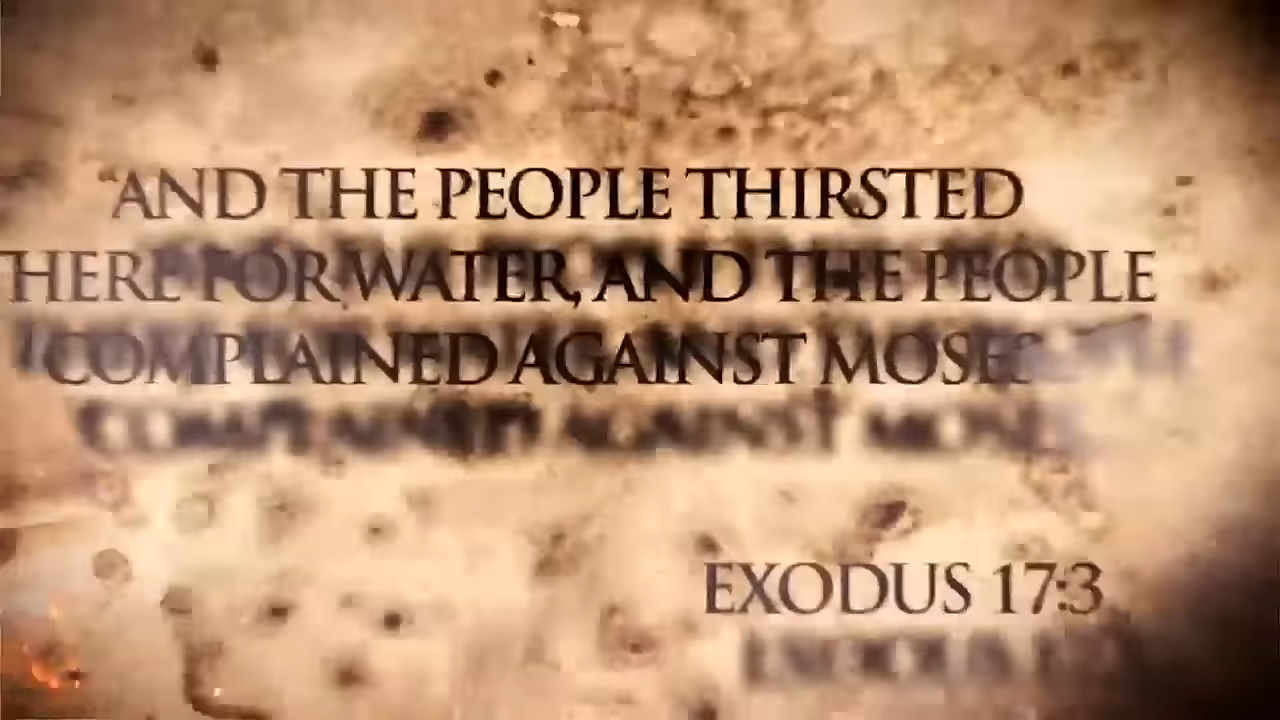 “AND THE PEOPLE THIRSTED
THERE FOR WATER, AND THE PEOPLE
COMPLAINED AGAINST MOSES
EXODUS 17:3